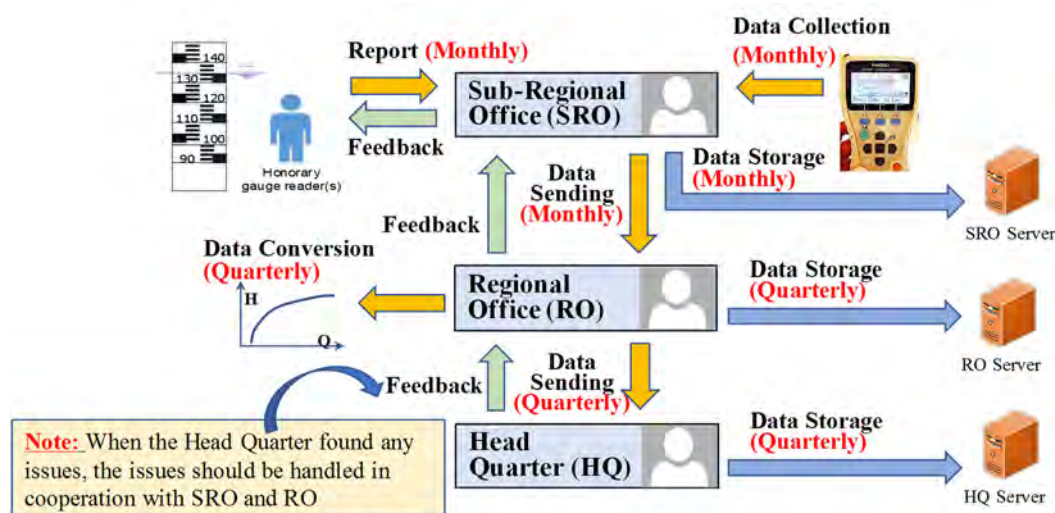 140
130
120
110
100
90
Honorary
gauge reader(s)
Report (Monthly)
Feedback
Data Collection
(Monthly)
Sub-Regional
Office (SRO)
Data
Sending
(Monthly)
Data Storage
(Monthly)
SRO Server
Feedback
Data Conversion
(Quarterly)
H
Q
Regional
Office (RO)
Data Storage
(Quarterly)
RO Server
Feedback
Data
Sending
(Quarterly)
Note: When the Head Quarter found any
issues, the issues should be handled in
cooperation with SRO and RO
Head
Quarter (HQ)
Data Storage
(Quarterly)
HQ Server